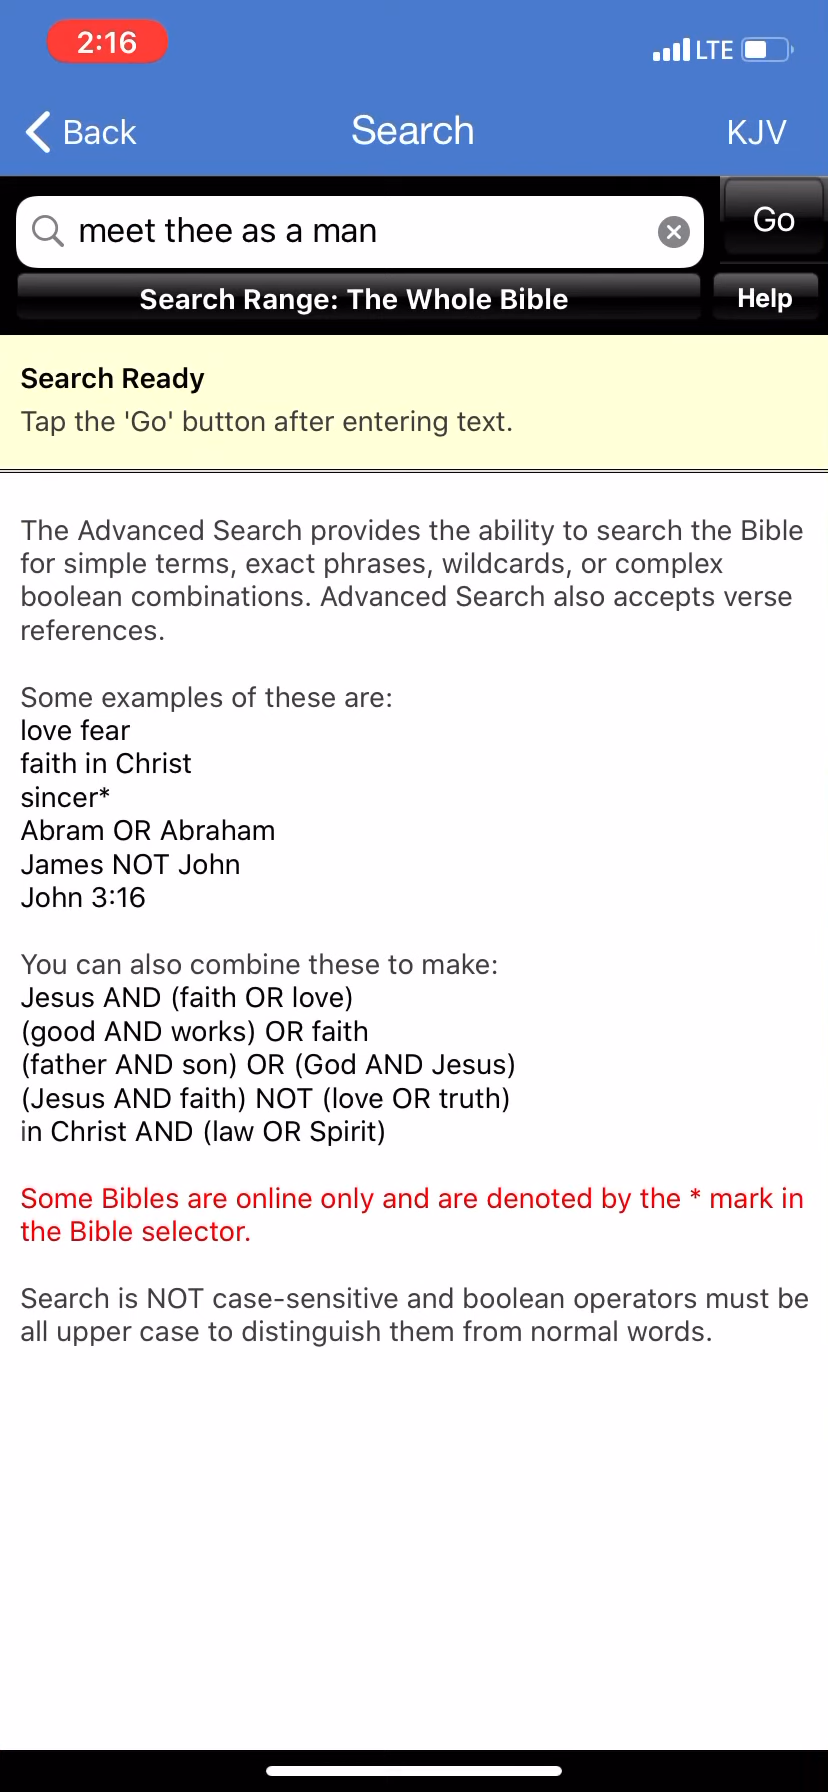 2:16
LTE
Back
Search
KJV
meet thee as a man
Go
Search Range: The Whole Bible
Help
Search Ready
Tap the 'Go' button after entering text.
The Advanced Search provides the ability to search the Bible
for simple terms, exact phrases, wildcards, or complex
boolean combinations. Advanced Search also accepts verse
references.
Some examples of these are:
love fear
faith in Christ
sincer*
Abram OR Abraham
James NOT John
John 3:16
You can also combine these to make:
Jesus AND (faith OR love)
(good AND works) OR faith
(father AND son) OR (God AND Jesus)
(Jesus AND faith) NOT (love OR truth)
in Christ AND (law OR Spirit)
Some Bibles are online only and are denoted by the * mark in
the Bible selector.
Search is NOT case-sensitive and boolean operators must be
all upper case to distinguish them from normal words.